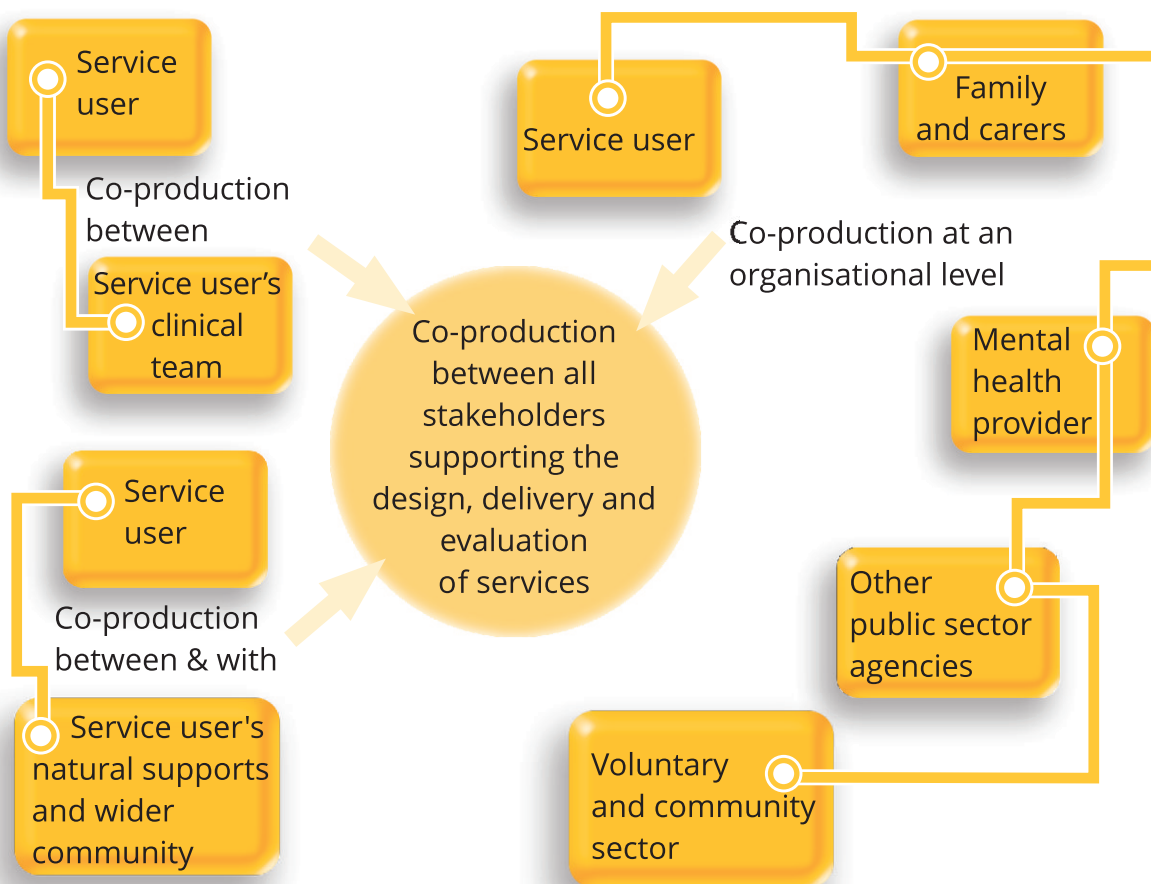 Service
user
Co-production
between
Service user’s
clinical
team
Service
user
Co-production
between & with
Service user's
natural supports
and wider
community
Co-production
between all
stakeholders
supporting the
design, delivery and
evaluation
of services
Service user
Family
and carers
Co-production at an
organisational level
Mental
health
provider
Other
public sector
agencies
Voluntary
and community
sector